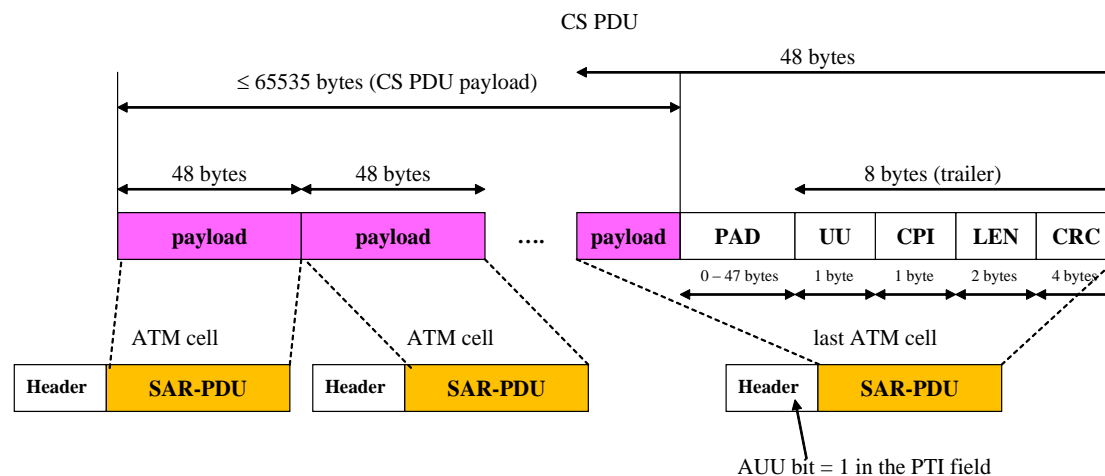 CS PDU
48 bytes
≤ 65535 bytes (CS PDU payload)
48 bytes 48 bytes 8 bytes (trailer)
payload payload .... payload PAD UU CPI LEN CRC
0 – 47 bytes 1 byte 1 byte 2 bytes 4 bytes
ATM cell ATM cell last ATM cell
Header SAR-PDU Header SAR-PDU Header SAR-PDU
AUU bit = 1 in the PTI field